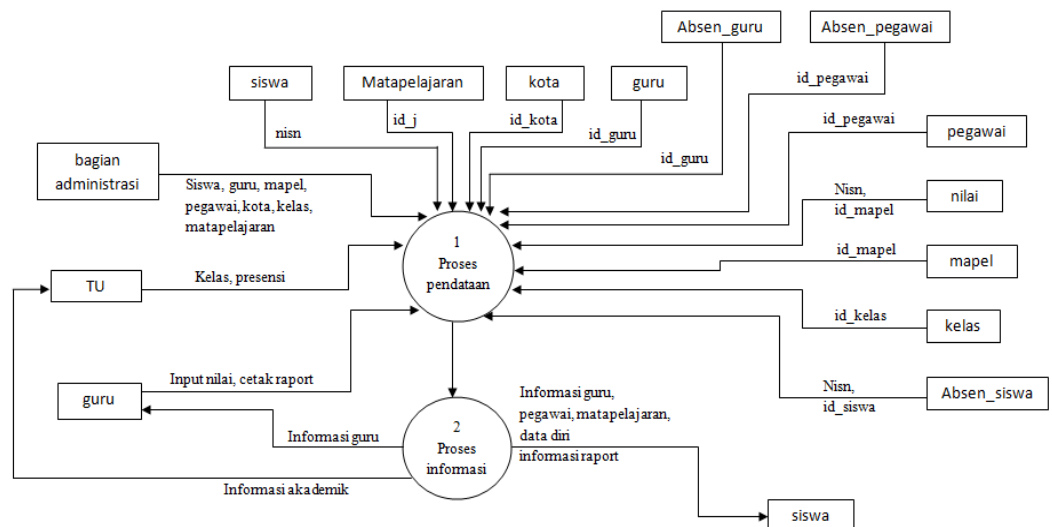 Absen_guru
Absen_pegawai
siswa
Matapelajaran
kota
guru
id_pegawai
nisn
id_j
id_kota
id_guru
id_guru
id_pegawai
pegawai
bagian
administrasi
Siswa, guru, mapel,
pegawai, kota, kelas,
matapelajaran
Nisn,
id_mapel
nilai
1
Proses
pendataan
id_mapel
mapel
TU
Kelas, presensi
id_kelas
kelas
Input nilai, cetak raport
guru
Informasi guru,
pegawai, matapelajaran,
data diri
informasi raport
Nisn,
id_siswa
Absen_siswa
2
Proses
informasi
Informasi guru
Informasi akademik
siswa